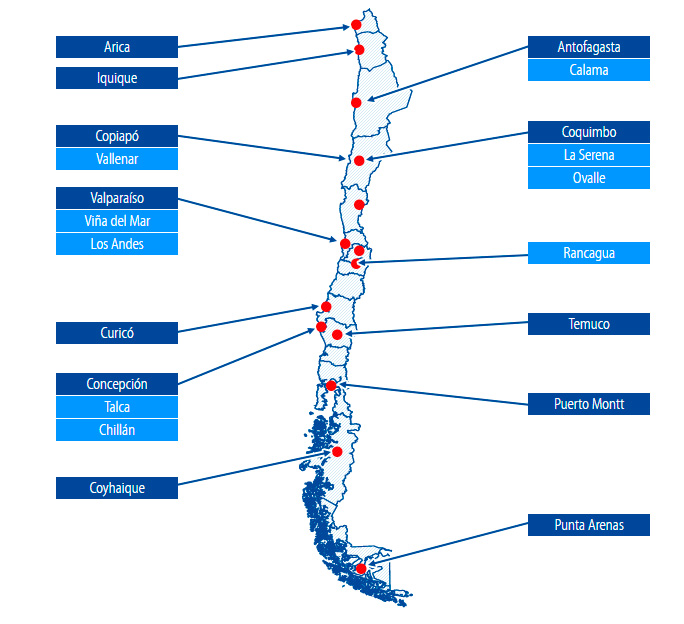 Arica
Iquique
Antofagasta
Calama
Copiapó
Vallenar
Coquimbo
La Serena
Ovalle
Valparaíso
Viña del Mar
Los Andes
Rancagua
Curicó
Temuco
Concepción
Talca
Chillán
Puerto Montt
Coyhaique
Punta Arenas